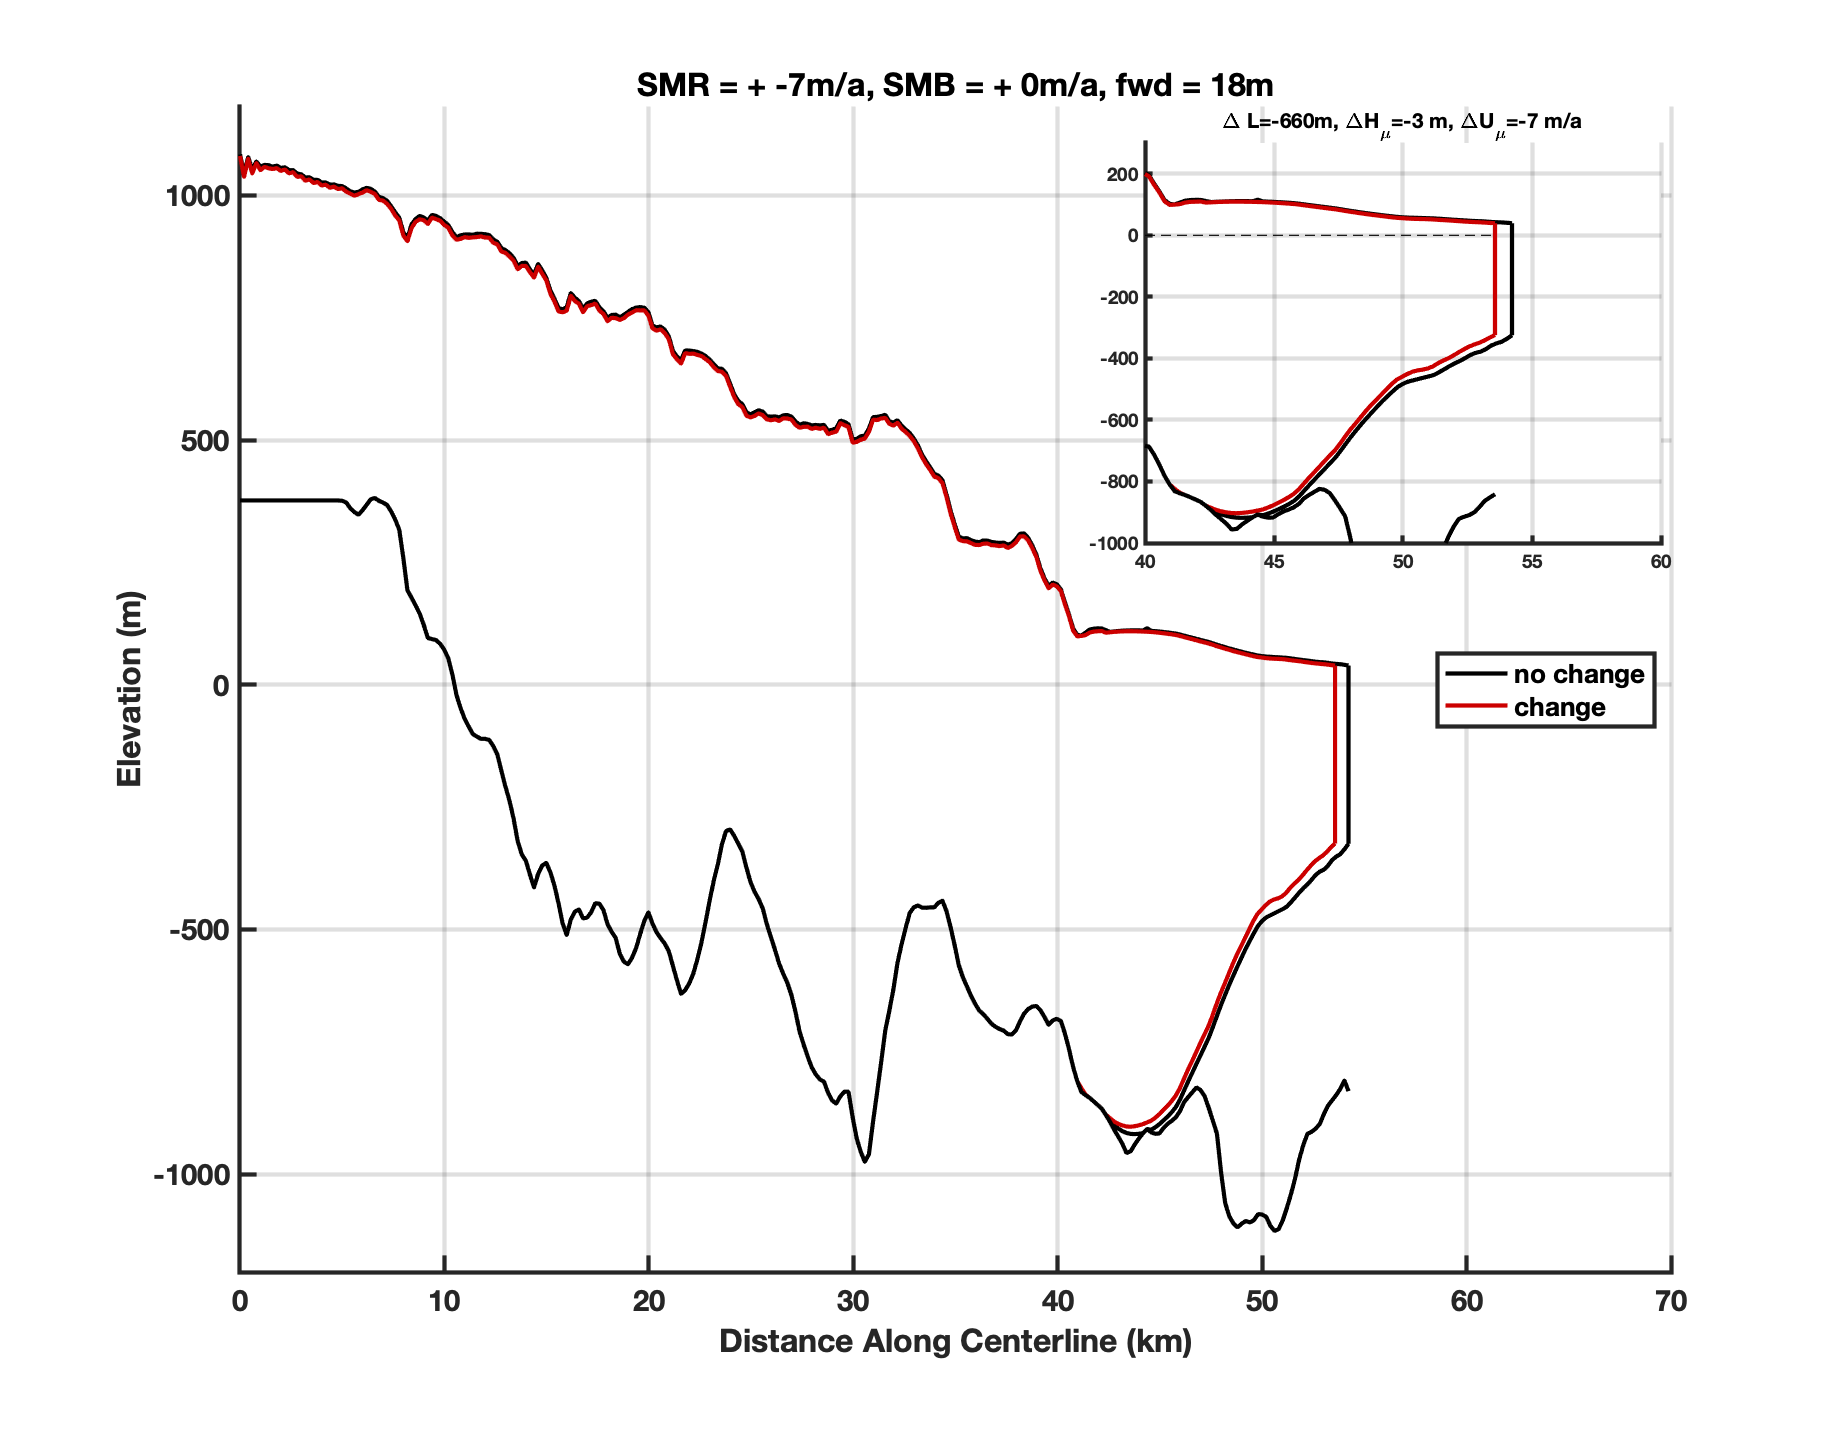 SMR = + -7m/a, SMB = + 0m/a, fwd = 18m
Δ L=-660m, ΔHμ=-3 m, ΔUμ=-7 m/a
200
0
-200
-400
-600
-800
-1000
40 45 50 55 60
1000
500
0
-500
-1000
Elevation (m)
no change
change
0 10 20 30 40 50 60 70
Distance Along Centerline (km)